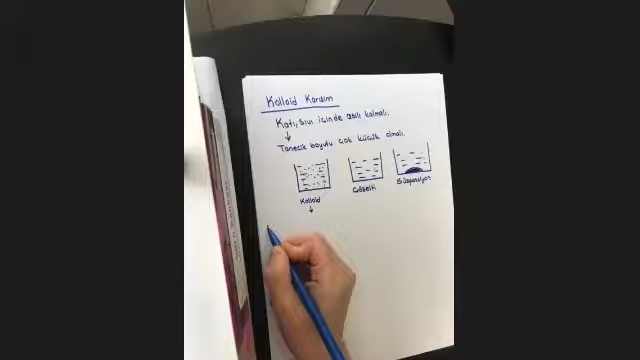 Kolloid Karışım
Katı, sıvı içinde asılı kalmalı.
Tanecik boyutu çok küçük olmalı.
Kolloid
Çözelti
Süspansiyon